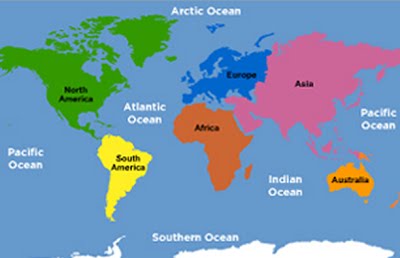 Arctic Ocean
North
America
Europe
Asia
Atlantic
Ocean
Africa
Pacific
Ocean
Pacific
Ocean
South
America
Indian
Ocean
Australia
Southern Ocean